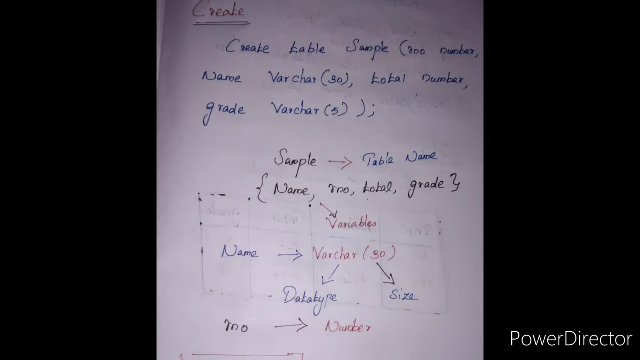 Create
Create table Sample (rno number,
Name Varchar(30), total number,
grade Varchar(5) );
Sample → Table Name
{ Name, rno, total, grade }
Variables
Name → Varchar (30)
Datatype Size
rno → Number
PowerDirector